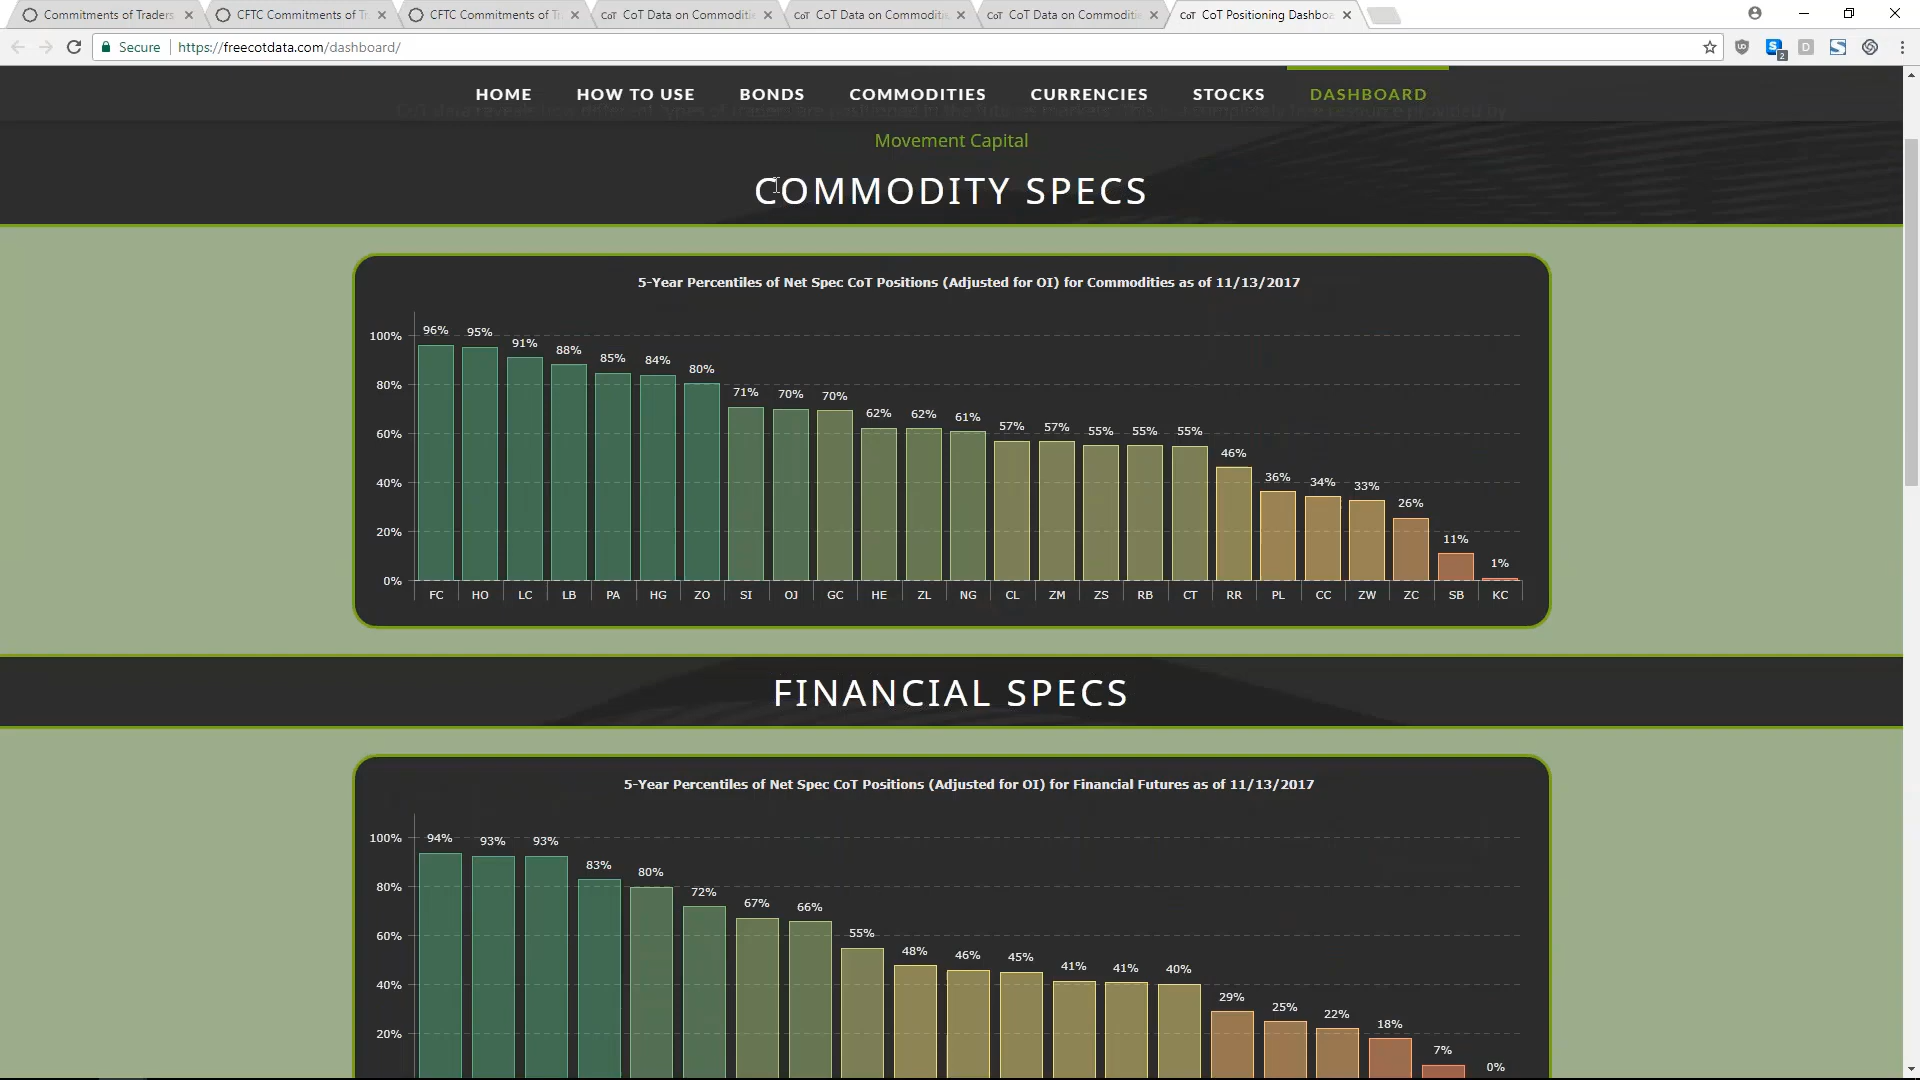 Commitments of Traders
CFTC Commitments of T
CFTC Commitments of T
CoT CoT Data on Commoditi
CoT CoT Data on Commoditi
CoT CoT Data on Commoditi
CoT CoT Positioning Dashbo
Secure https://freecotdata.com/dashboard/
HOME HOW TO USE BONDS COMMODITIES CURRENCIES STOCKS DASHBOARD
Movement Capital
COMMODITY SPECS
5-Year Percentiles of Net Spec CoT Positions (Adjusted for OI) for Commodities as of 11/13/2017
100%
80%
60%
40%
20%
0%
96% 95% 91% 88% 85% 84% 80% 71% 70% 70% 62% 62% 61% 57% 57% 55% 55% 55% 46% 36% 34% 33% 26% 11% 1%
FC HO LC LB PA HG ZO SI OJ GC HE ZL NG CL ZM ZS RB CT RR PL CC ZW ZC SB KC
FINANCIAL SPECS
5-Year Percentiles of Net Spec CoT Positions (Adjusted for OI) for Financial Futures as of 11/13/2017
100%
80%
60%
40%
20%
94% 93% 93% 83% 80% 72% 67% 66% 55% 48% 46% 45% 41% 41% 40% 29% 25% 22% 18% 7% 0%